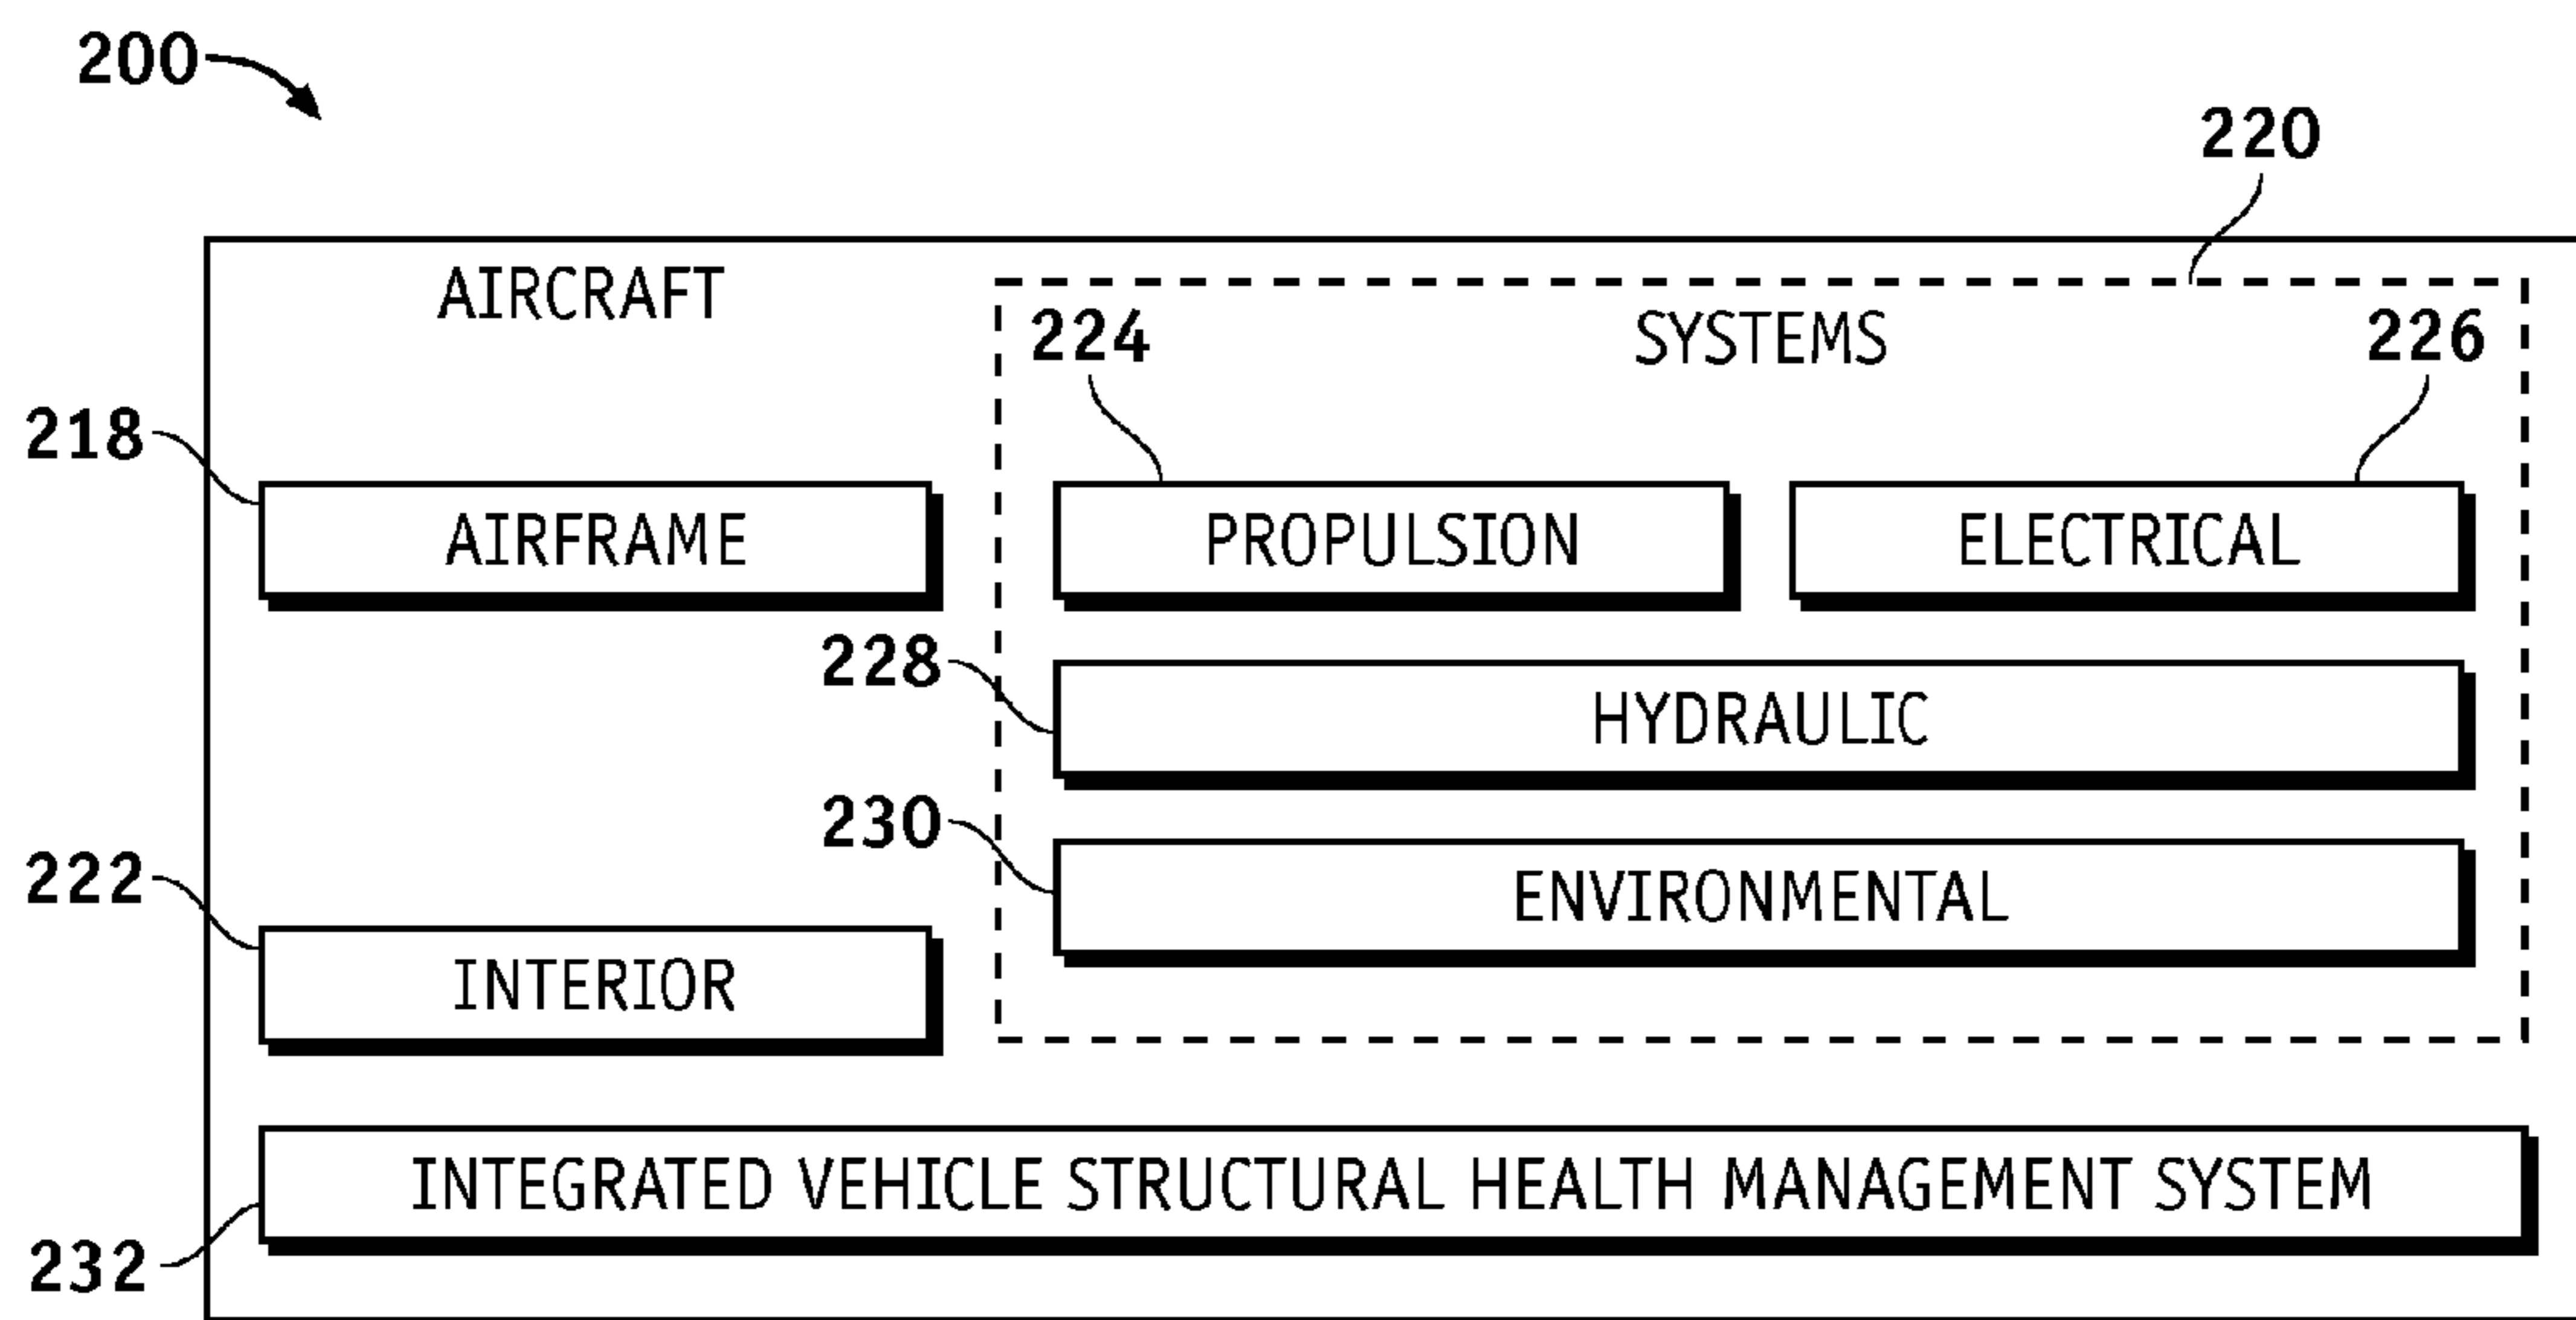 200
220
AIRCRAFT
SYSTEMS
224
226
218
AIRFRAME
PROPULSION
ELECTRICAL
228
HYDRAULIC
230
ENVIRONMENTAL
222
INTERIOR
INTEGRATED VEHICLE STRUCTURAL HEALTH MANAGEMENT SYSTEM
232